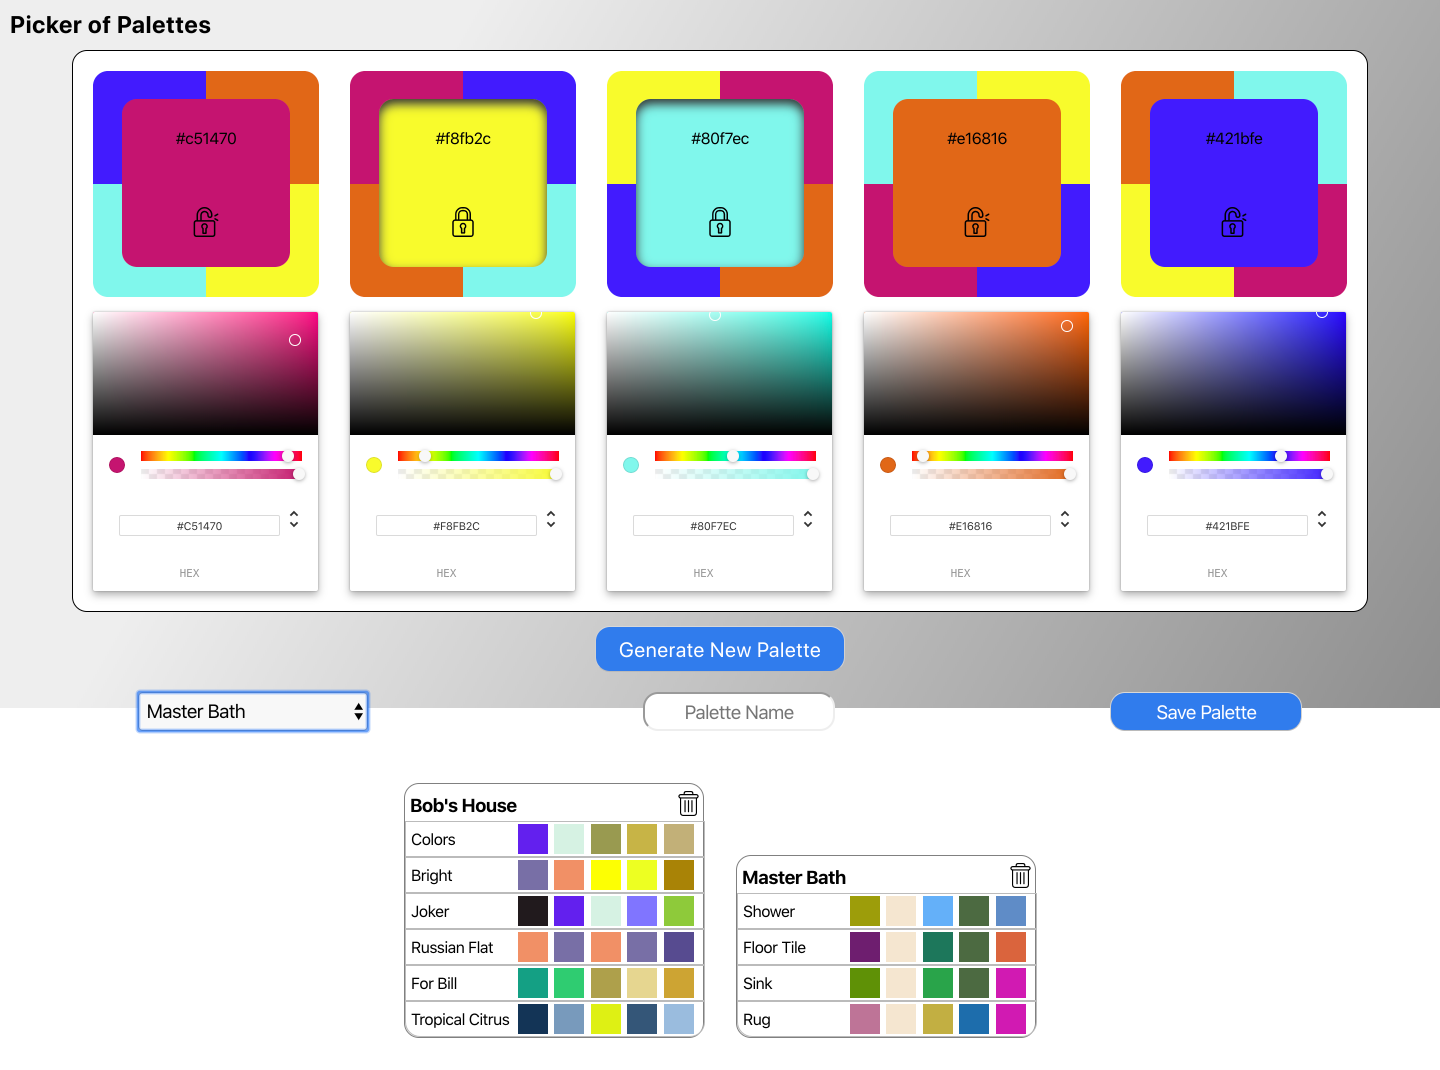 Picker of Palettes
#c51470 #f8fb2c #80f7ec #e16816 #421bfe
#C51470 #F8FB2C #80F7EC #E16816 #421BFE
HEX HEX HEX HEX HEX
Generate New Palette
Master Bath Palette Name Save Palette
Bob's House
Colors
Bright
Joker
Russian Flat
For Bill
Tropical Citrus
Master Bath
Shower
Floor Tile
Sink
Rug